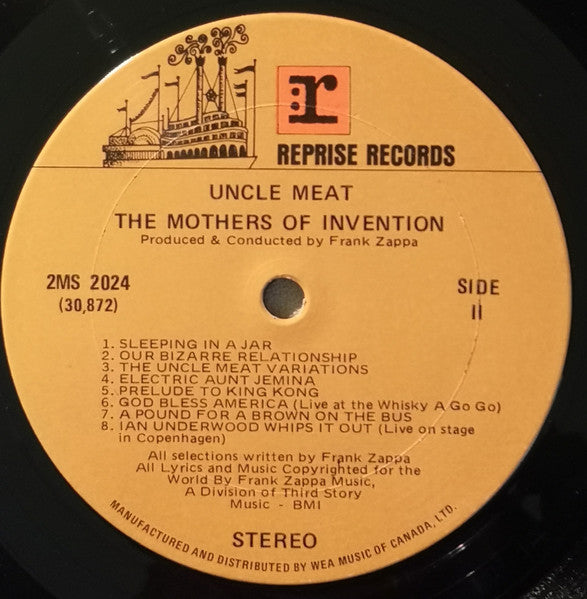 :r
REPRISE RECORDS
UNCLE MEAT
THE MOTHERS OF INVENTION
Produced & Conducted by Frank Zappa
2MS 2024
(30,872)
SIDE
II
1. SLEEPING IN A JAR
2. OUR BIZARRE RELATIONSHIP
3. THE UNCLE MEAT VARIATIONS
4. ELECTRIC AUNT JEMINA
5. PRELUDE TO KING KONG
6. GOD BLESS AMERICA (Live at the Whisky A Go Go)
7. A POUND FOR A BROWN ON THE BUS
8. IAN UNDERWOOD WHIPS IT OUT (Live on stage
in Copenhagen)
All selections written by Frank Zappa
All Lyrics and Music Copyrighted for the
World By Frank Zappa Music,
A Division of Third Story
Music - BMI
STEREO
MANUFACTURED AND DISTRIBUTED BY WEA MUSIC OF CANADA, LTD.